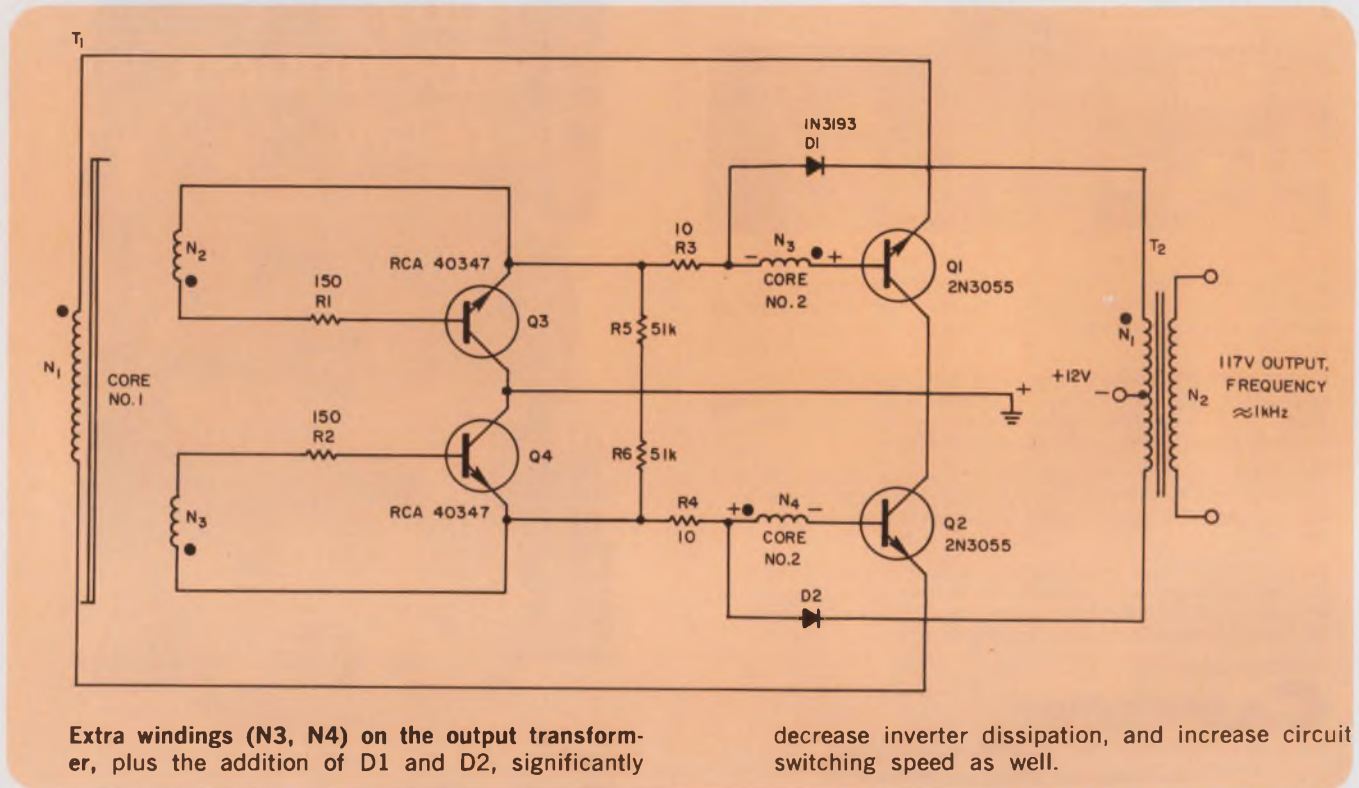 T1
1N3193
D1
N2
RCA 40347
10
R3
N3
- +
CORE
NO.2
Q1
2N3055
T2
150
R1
Q3
R5 51k
N1
N1
CORE
NO.1
+
+12V
-
N2
117V OUTPUT,
FREQUENCY
≈1kHz
150
R2
Q4
R6 51k
N3
RCA 40347
R4
10
+ N4 -
CORE
NO.2
Q2
2N3055
D2
Extra windings (N3, N4) on the output transform-
er, plus the addition of D1 and D2, significantly
decrease inverter dissipation, and increase circuit
switching speed as well.